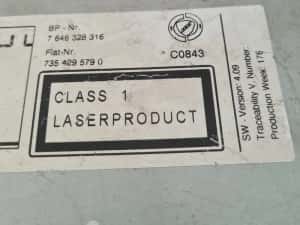 BP - Nr.
7 646 328 316
Fiat-Nr.
735 429 579 0
C0843
CLASS 1
LASERPRODUCT
SW - Version: 4.09
Traceability V, Number:
Production Week: 176